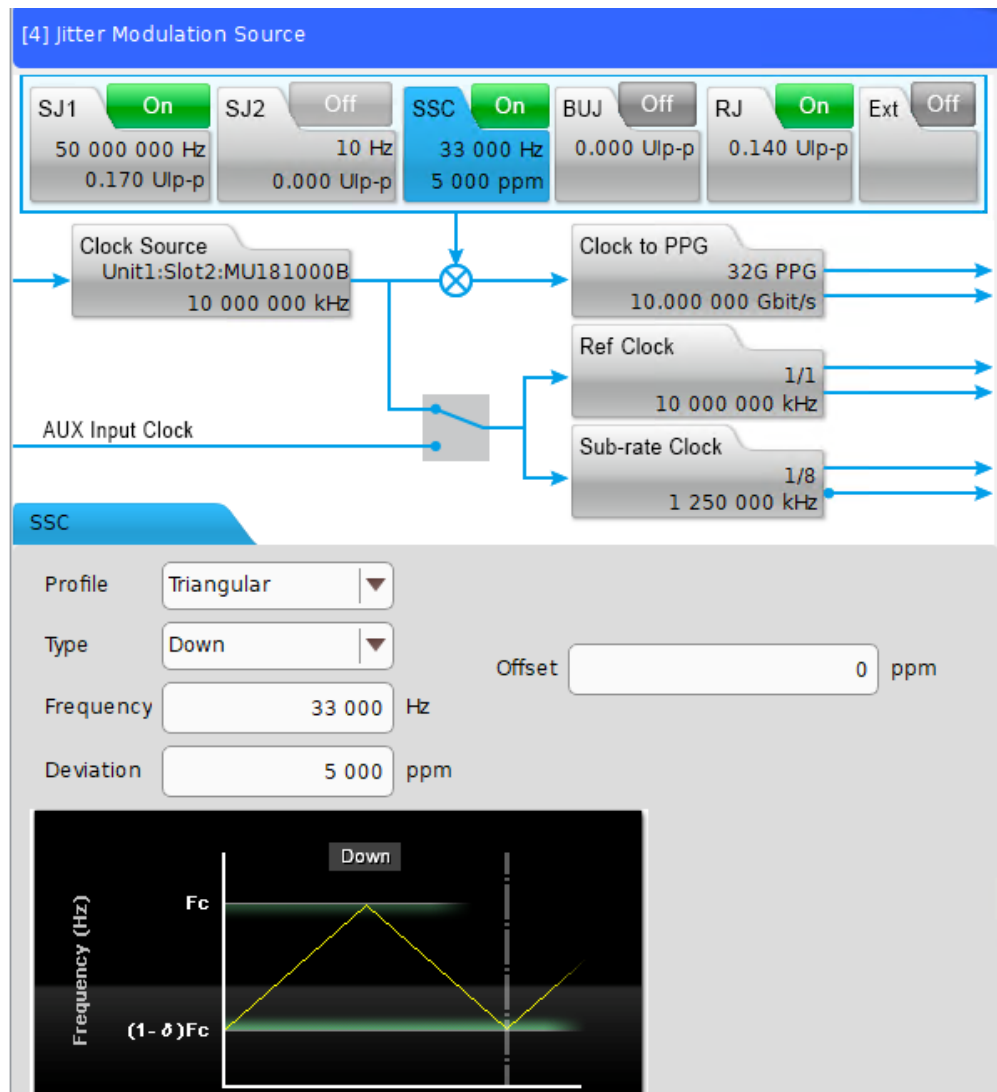 [4] Jitter Modulation Source
SJ1 On SJ2 Off SSC On BUJ Off RJ On Ext Off
50 000 000 Hz 10 Hz 33 000 Hz 0.000 UIp-p 0.140 UIp-p
0.170 UIp-p 0.000 UIp-p 5 000 ppm
Clock Source
Unit1:Slot2:MU181000B
10 000 000 kHz
Clock to PPG
32G PPG
10.000 000 Gbit/s
Ref Clock
1/1
10 000 000 kHz
AUX Input Clock
Sub-rate Clock
1/8
1 250 000 kHz
SSC
Profile Triangular
Type Down
Offset 0 ppm
Frequency 33 000 Hz
Deviation 5 000 ppm
Down
Frequency (Hz)
Fc
(1-δ)Fc